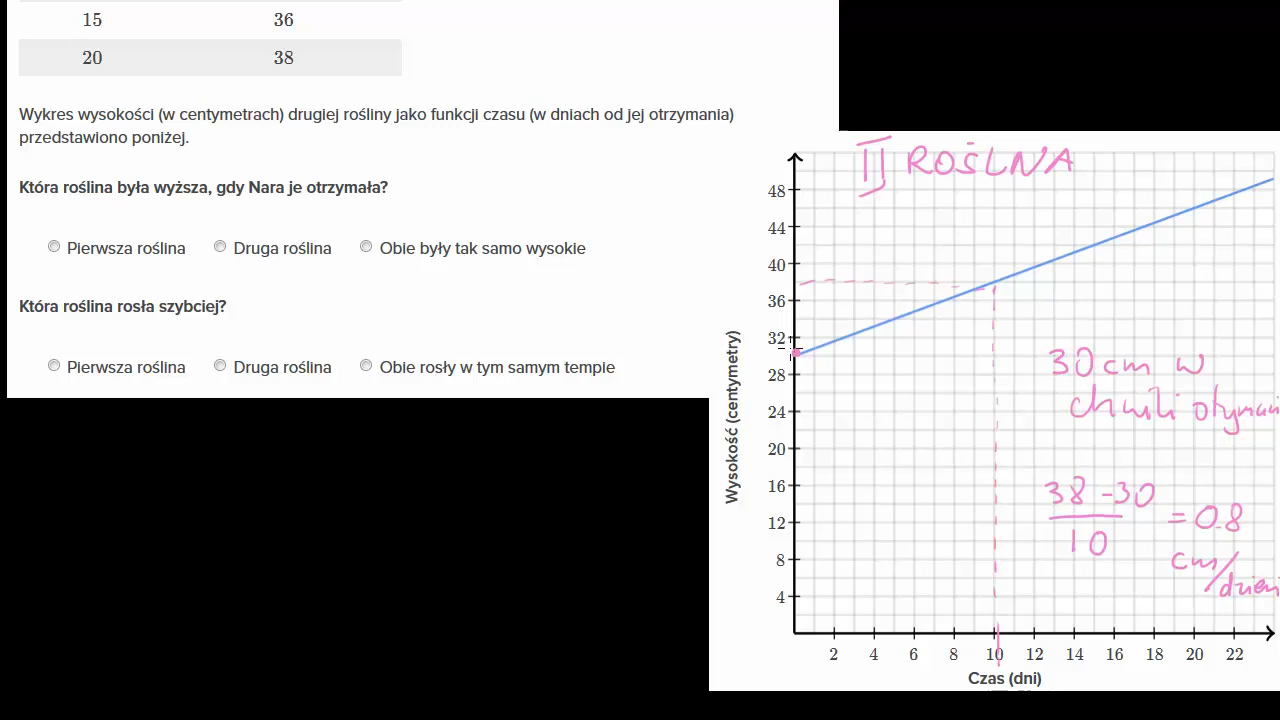 15 36
20 38
Wykres wysokości (w centymetrach) drugiej rośliny jako funkcji czasu (w dniach od jej otrzymania)
przedstawiono poniżej.
Która roślina była wyższa, gdy Nara je otrzymała?
Pierwsza roślina Druga roślina Obie były tak samo wysokie
Która roślina rosła szybciej?
Pierwsza roślina Druga roślina Obie rosły w tym samym tempie
II ROŚLNA
48
44
40
36
32
28
24
20
16
12
8
4
Wysokość (centymetry)
30 cm w
chwili
38 - 30
10
= 0.8
cm/dzień
2 4 6 8 10 12 14 16 18 20 22
Czas (dni)